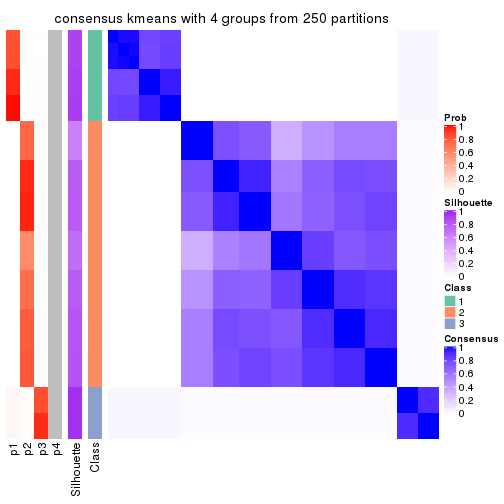 consensus kmeans with 4 groups from 250 partitions
Prob
1
0.8
0.6
0.4
0.2
0
Silhouette
1
0.8
0.6
0.4
0.2
0
Class
1
2
3
Consensus
1
0.8
0.6
0.4
0.2
0
p1
p2
p3
p4
Silhouette
Class